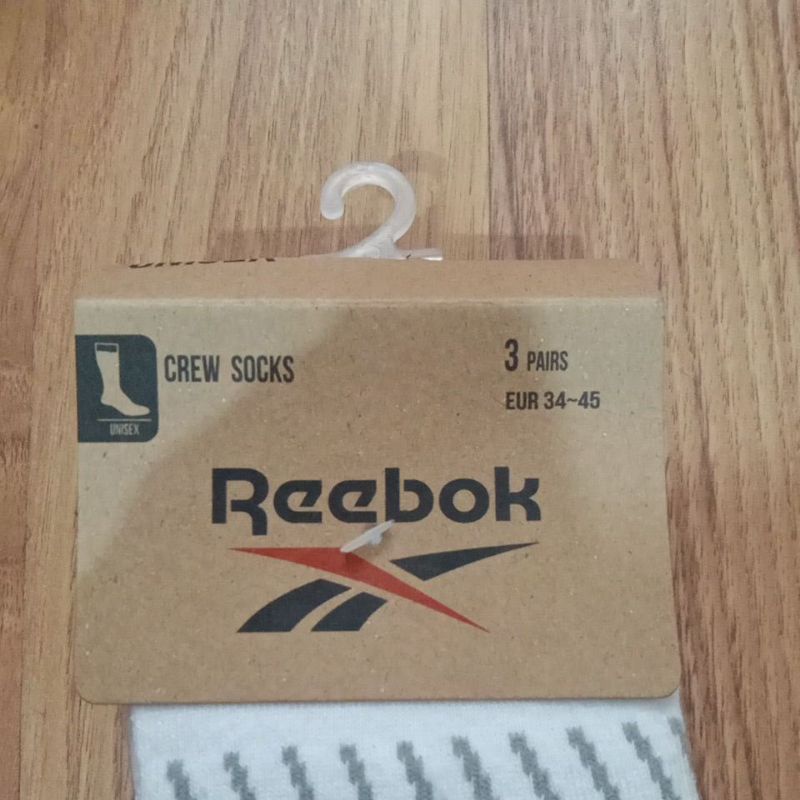 CREW SOCKS
3 PAIRS
EUR 34~45
UNISEX
Reebok